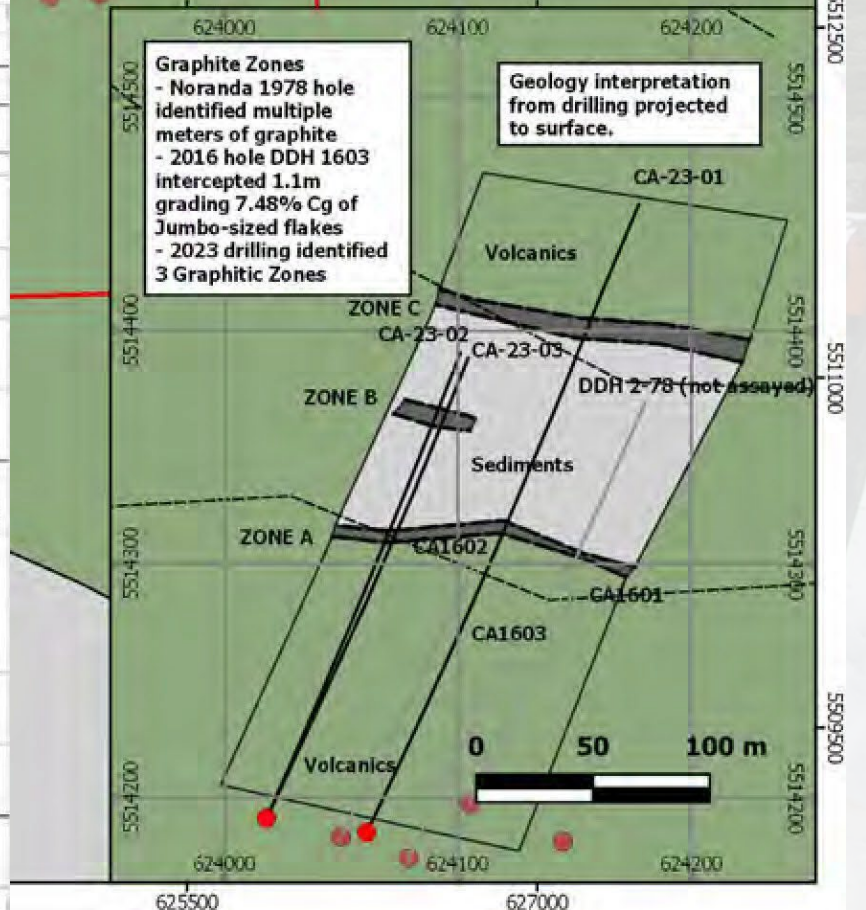 624000
624100
624200
5512500
Graphite Zones
- Noranda 1978 hole
identified multiple
meters of graphite
- 2016 hole DDH 1603
intercepted 1.1m
grading 7.48% Cg of
Jumbo-sized flakes
- 2023 drilling identified
3 Graphitic Zones
Geology interpretation
from drilling projected
to surface.
5514500
5514500
CA-23-01
Volcanics
ZONE C
5514400
5514400
CA-23-02
CA-23-03
5511000
DDH 2-78 (not assayed)
ZONE B
Sediments
ZONE A
CA1602
5514300
5514300
CA1601
CA1603
0 50 100 m
5509500
Volcanics
5514200
5514200
624000
624100
624200
625500
627000